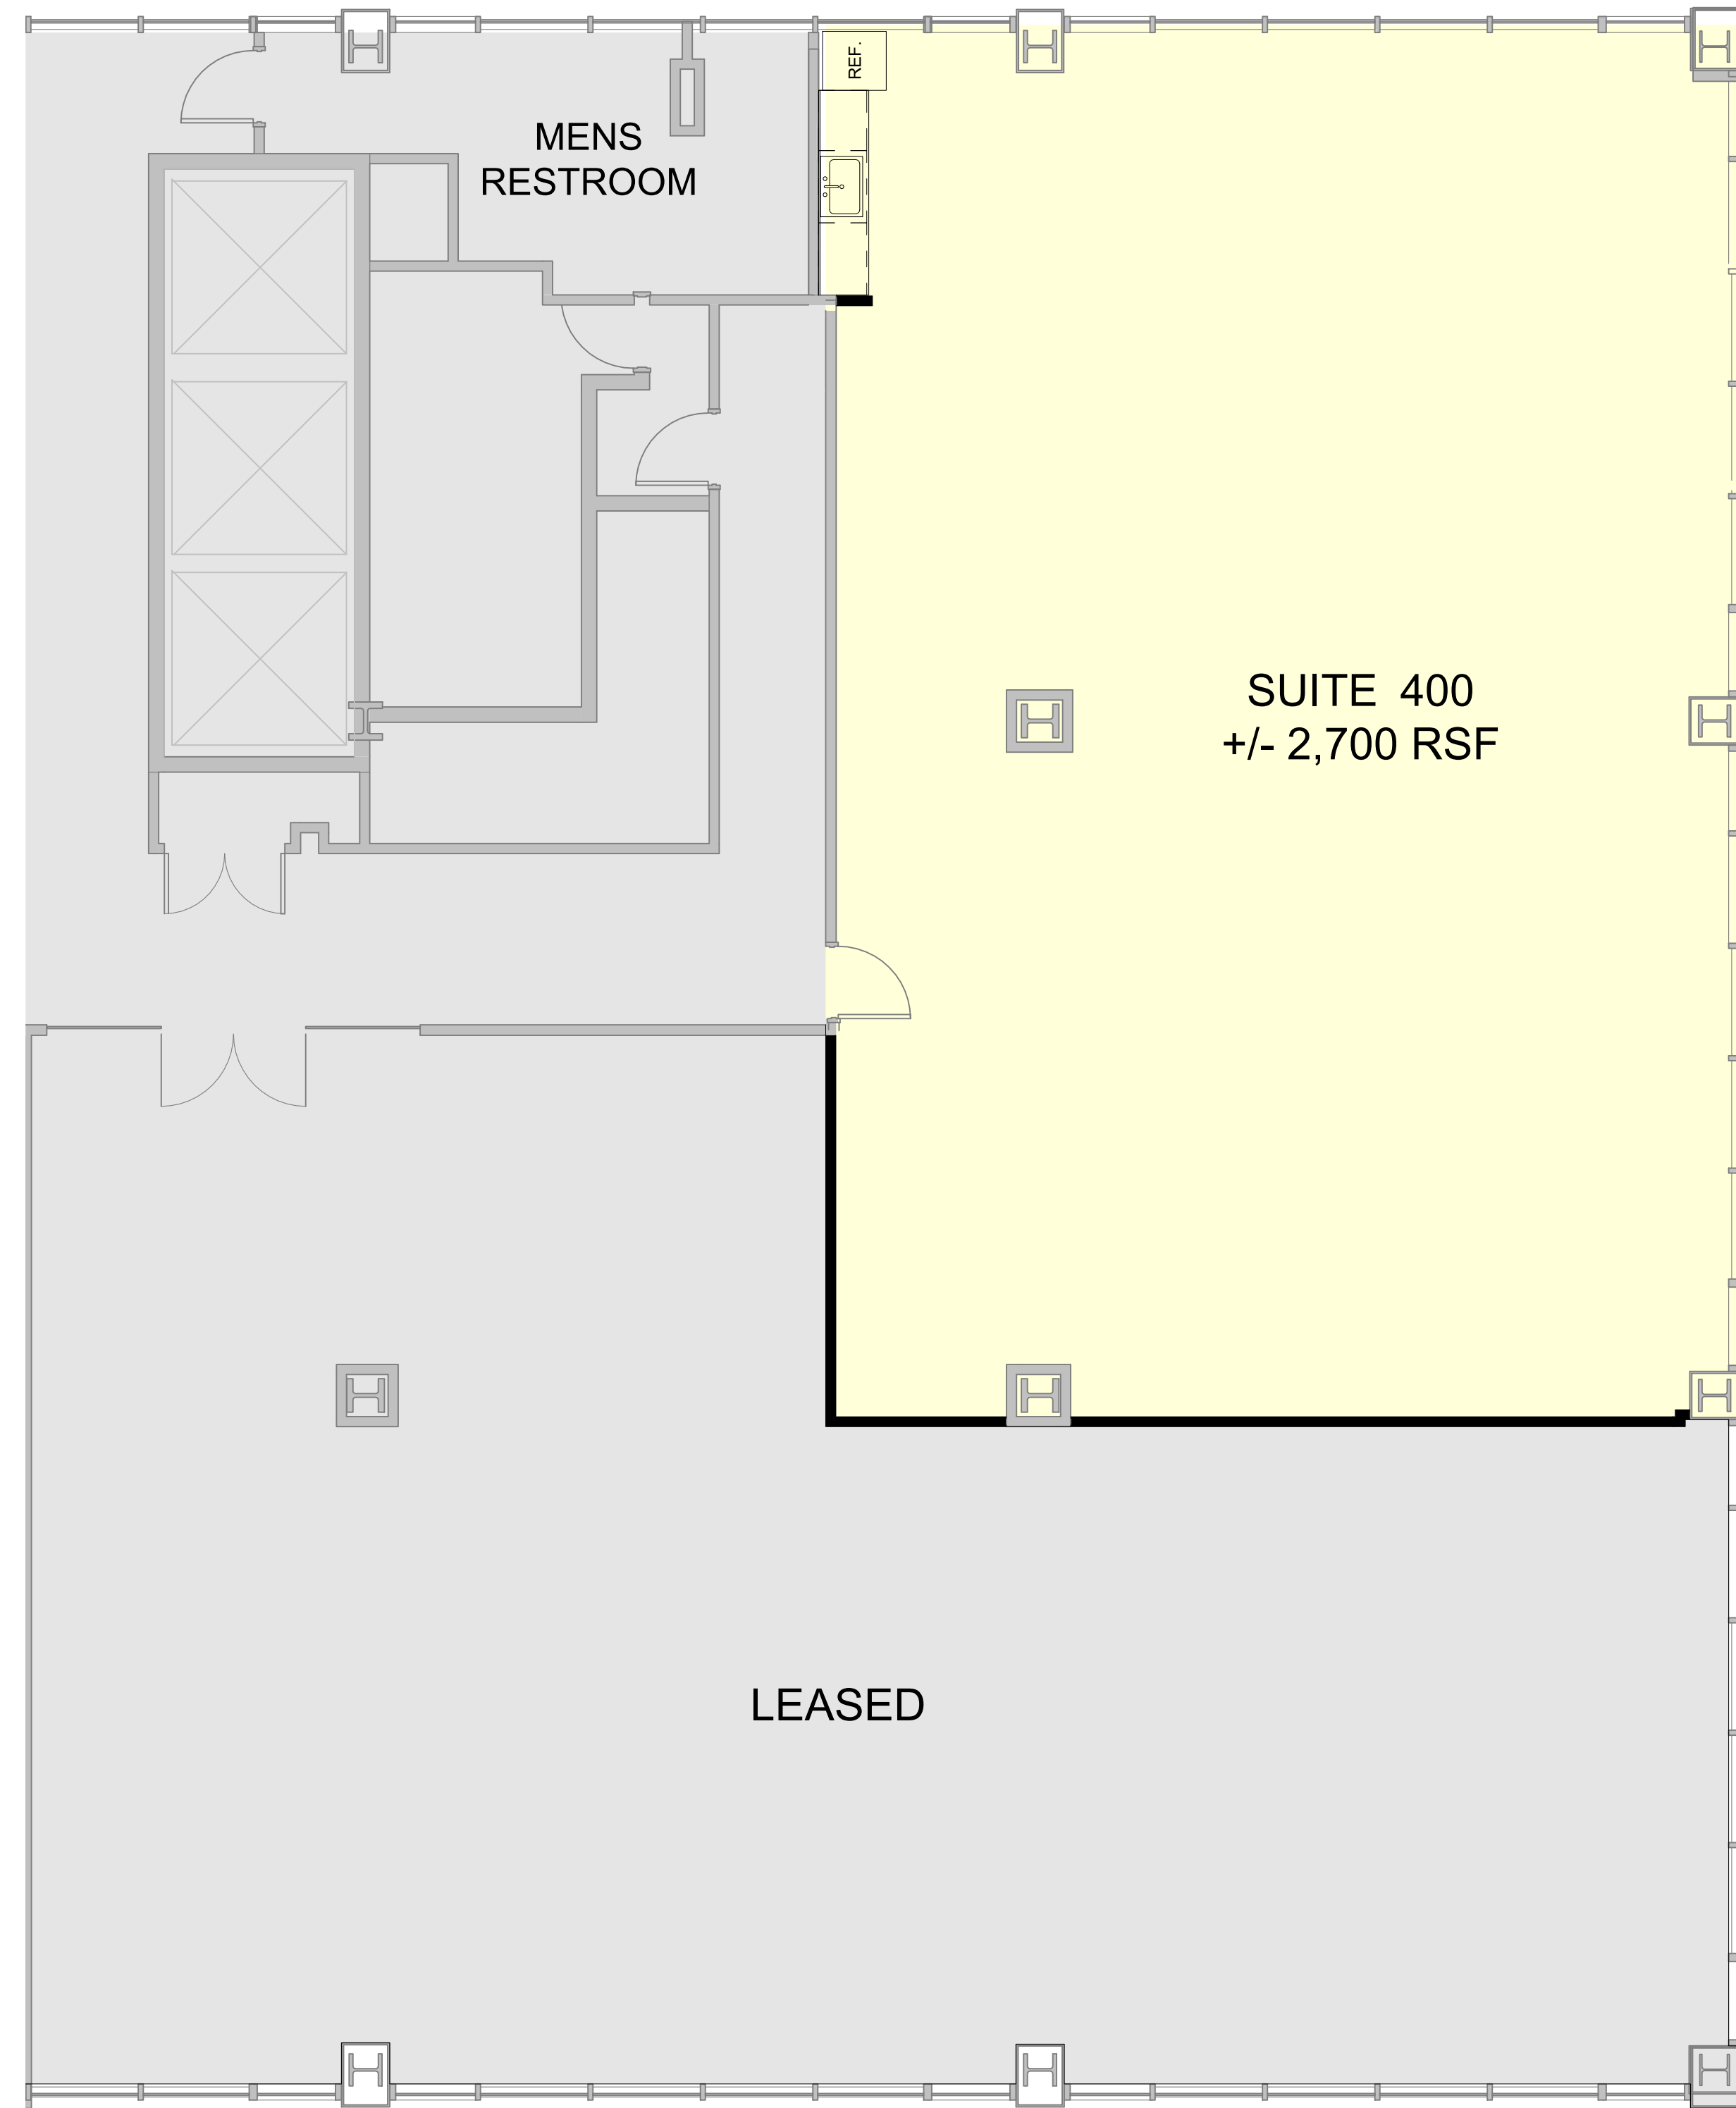 REF.
MENS
RESTROOM
SUITE 400
+/- 2,700 RSF
LEASED